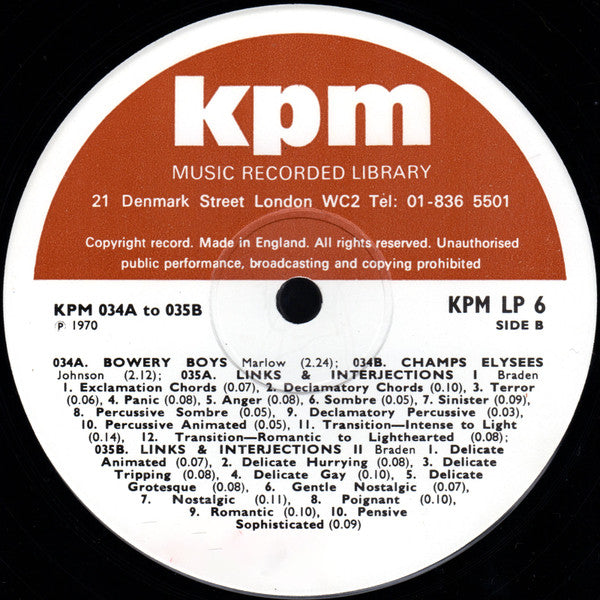 kpm
MUSIC RECORDED LIBRARY
21 Denmark Street London WC2 Tel: 01-836 5501
Copyright record. Made in England. All rights reserved. Unauthorised
public performance, broadcasting and copying prohibited
KPM 034A to 035B
KPM LP 6
℗ 1970
SIDE B
034A. BOWERY BOYS Marlow (2.24); 034B. CHAMPS ELYSEES
Johnson (2.12); 035A. LINKS & INTERJECTIONS I Braden
1. Exclamation Chords (0.07), 2. Declamatory Chords (0.10), 3. Terror
(0.06), 4. Panic (0.08), 5. Anger (0.08), 6. Sombre (0.05), 7. Sinister (0.09),
8. Percussive Sombre (0.05), 9. Declamatory Percussive (0.03),
10. Percussive Animated (0.05), 11. Transition—Intense to Light
(0.14), 12. Transition—Romantic to Lighthearted (0.08);
035B. LINKS & INTERJECTIONS II Braden 1. Delicate
Animated (0.07), 2. Delicate Hurrying (0.08), 3. Delicate
Tripping (0.08), 4. Delicate Gay (0.10), 5. Delicate
Grotesque (0.08), 6. Gentle Nostalgic (0.07),
7. Nostalgic (0.11), 8. Poignant (0.10),
9. Romantic (0.10), 10. Pensive
Sophisticated (0.09)